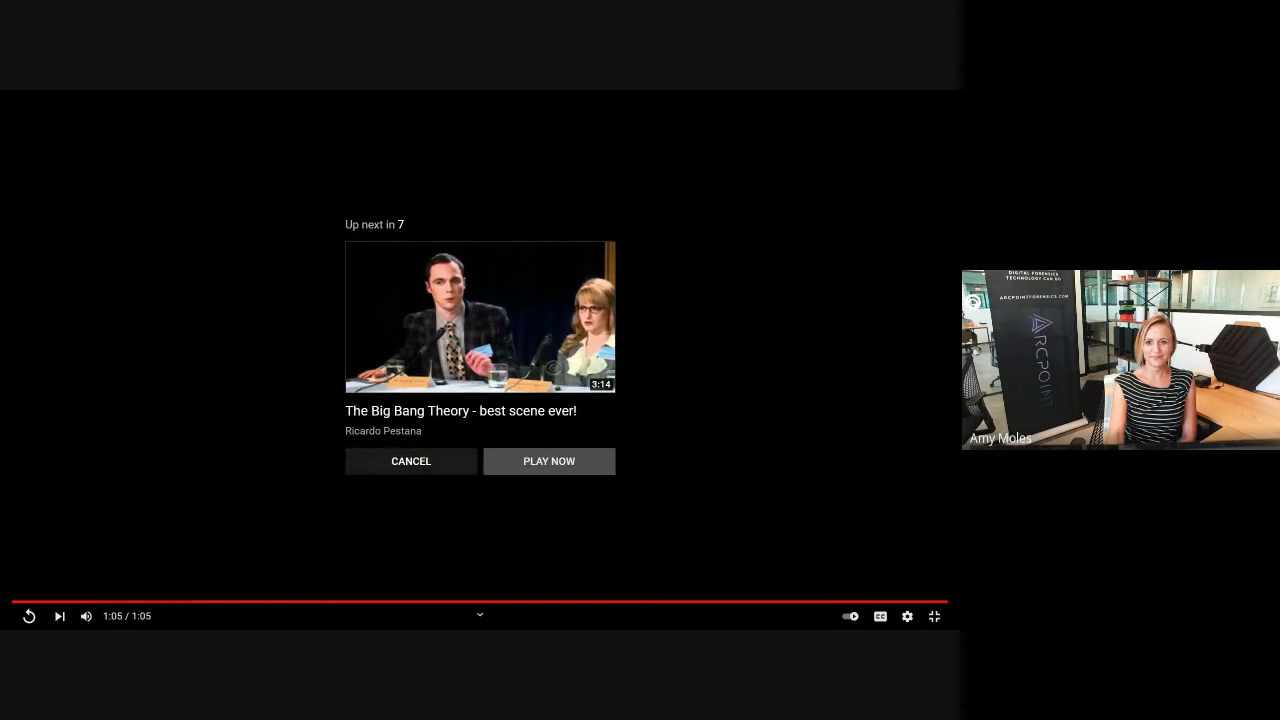 Up next in 7
3:14
The Big Bang Theory - best scene ever!
Ricardo Pestana
CANCEL
PLAY NOW
1:05 / 1:05
CC
DIGITAL FORENSICS
TECHNOLOGY CAN DO
ARCPOINTFORENSICS.COM
ARCPOINT
Amy Moles